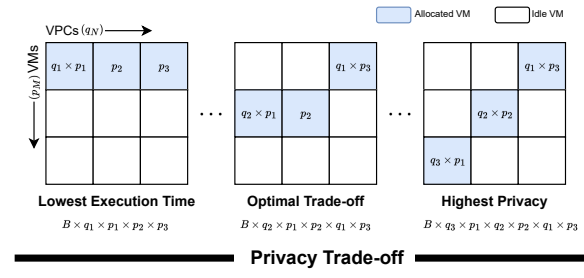 VPCs (q_N)
Allocated VM
Idle VM
(p_M) VMs
q_1 × p_1
p_2
p_3
q_1 × p_3
q_2 × p_1
p_2
q_1 × p_3
q_2 × p_2
q_3 × p_1
...
...
Lowest Execution Time
Optimal Trade-off
Highest Privacy
B × q_1 × p_1 × p_2 × p_3
B × q_2 × p_1 × p_2 × q_1 × p_3
B × q_3 × p_1 × q_2 × p_2 × q_1 × p_3
Privacy Trade-off